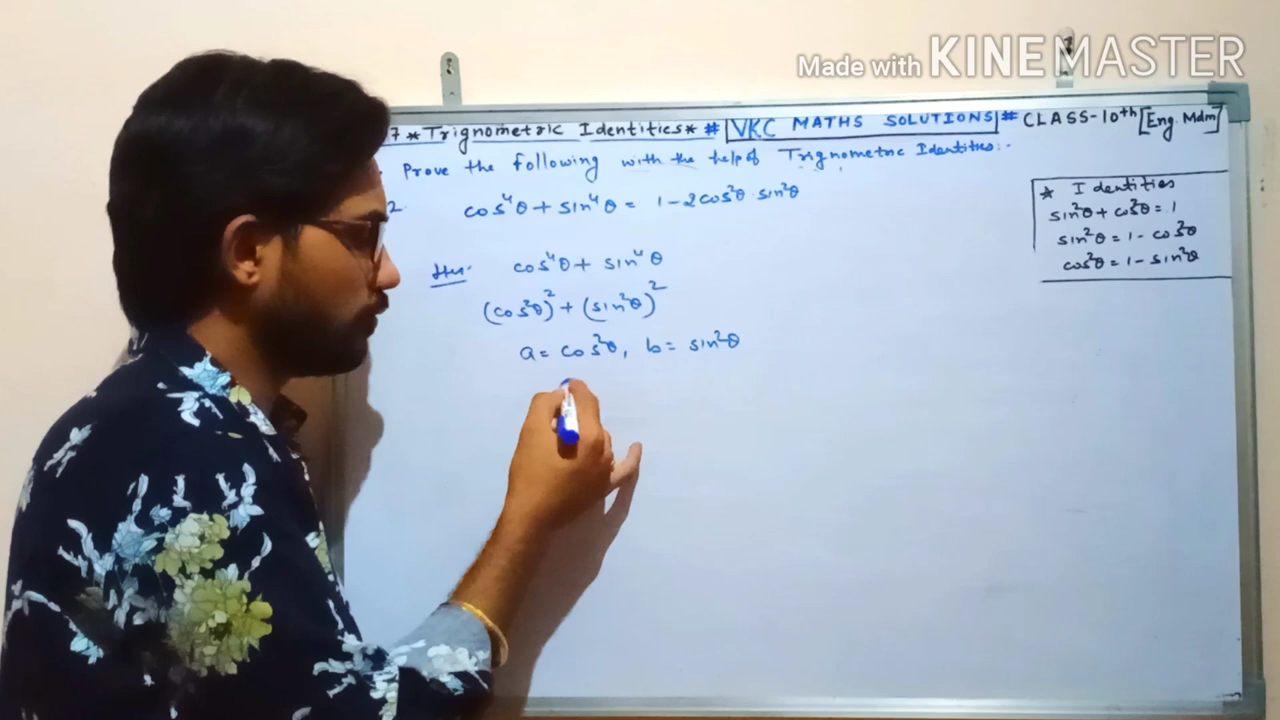 Made with KINEMASTER
7 * Trignometric Identities * # VKC MATHS SOLUTIONS # CLASS-10th [Eng Mdm]
Prove the following with the help of Trignometric Identities:-
2. cos⁴θ + sin⁴θ = 1 - 2cos²θ · sin²θ
* Identities
sin²θ + cos²θ = 1
sin²θ = 1 - cos²θ
cos²θ = 1 - sin²θ
cos⁴θ + sin⁴θ
(cos²θ)² + (sin²θ)²
a = cos²θ, b = sin²θ